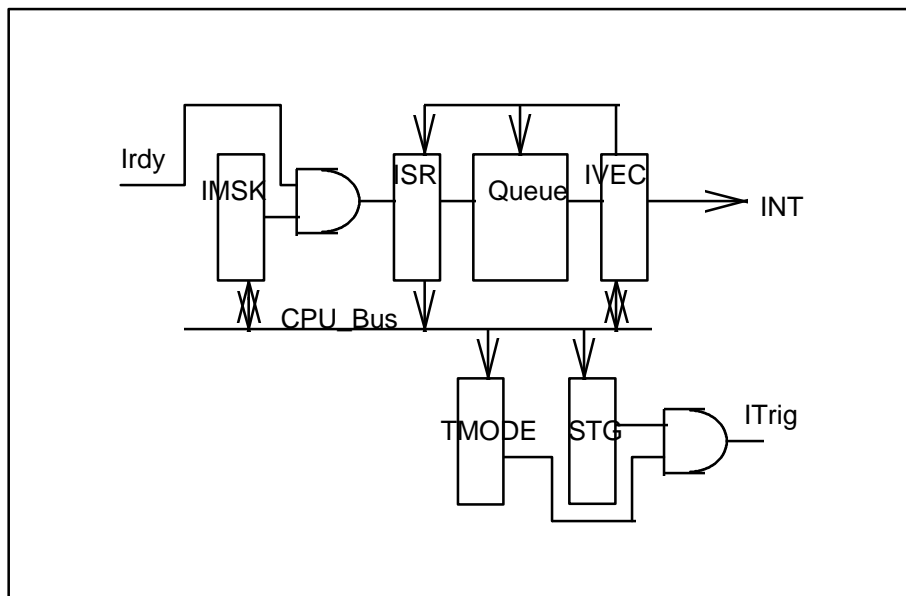 Irdy
IMSK
ISR
Queue
IVEC
INT
CPU_Bus
TMODE
STG
ITrig